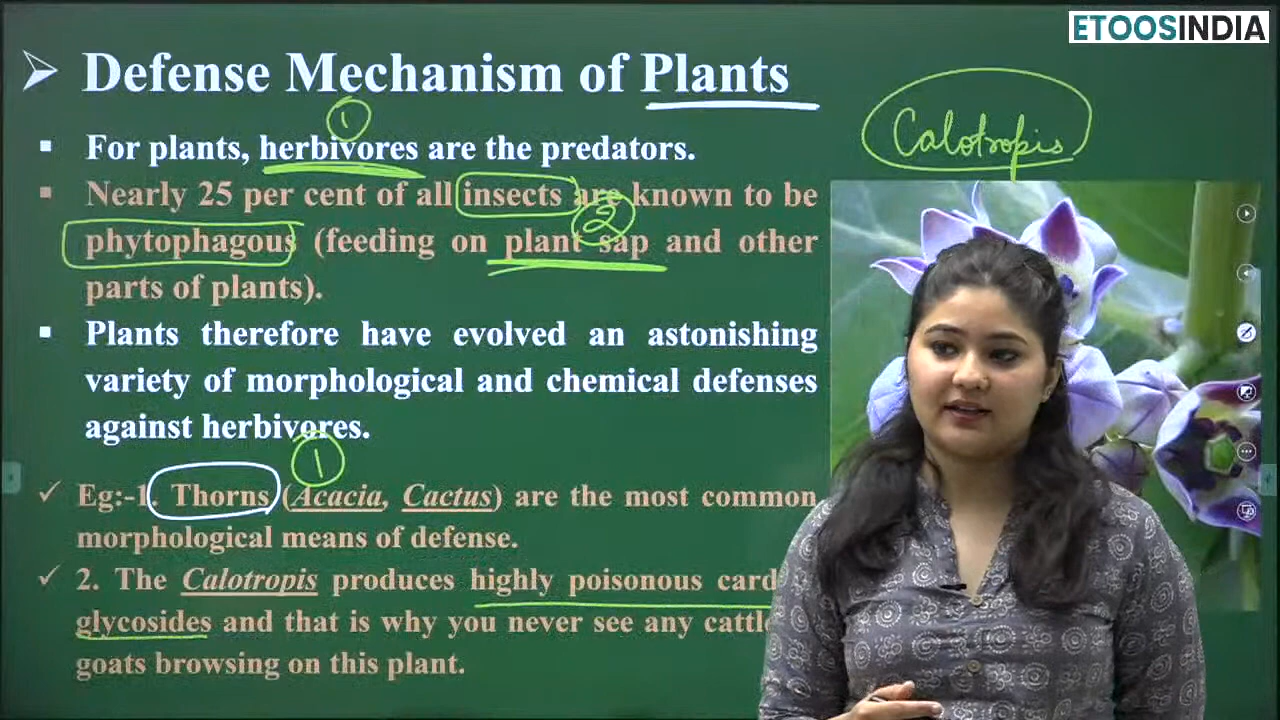 ETOOSINDIA
➢ Defense Mechanism of Plants
Calotropis
1
▪ For plants, herbivores are the predators.
▪ Nearly 25 per cent of all insects are known to be
2
phytophagous (feeding on plant sap and other
parts of plants).
▪ Plants therefore have evolved an astonishing
variety of morphological and chemical defenses
against herbivores.
1
✓ Eg:-1. Thorns (Acacia, Cactus) are the most common
morphological means of defense.
✓ 2. The Calotropis produces highly poisonous
glycosides and that is why you never see any
goats browsing on this plant.